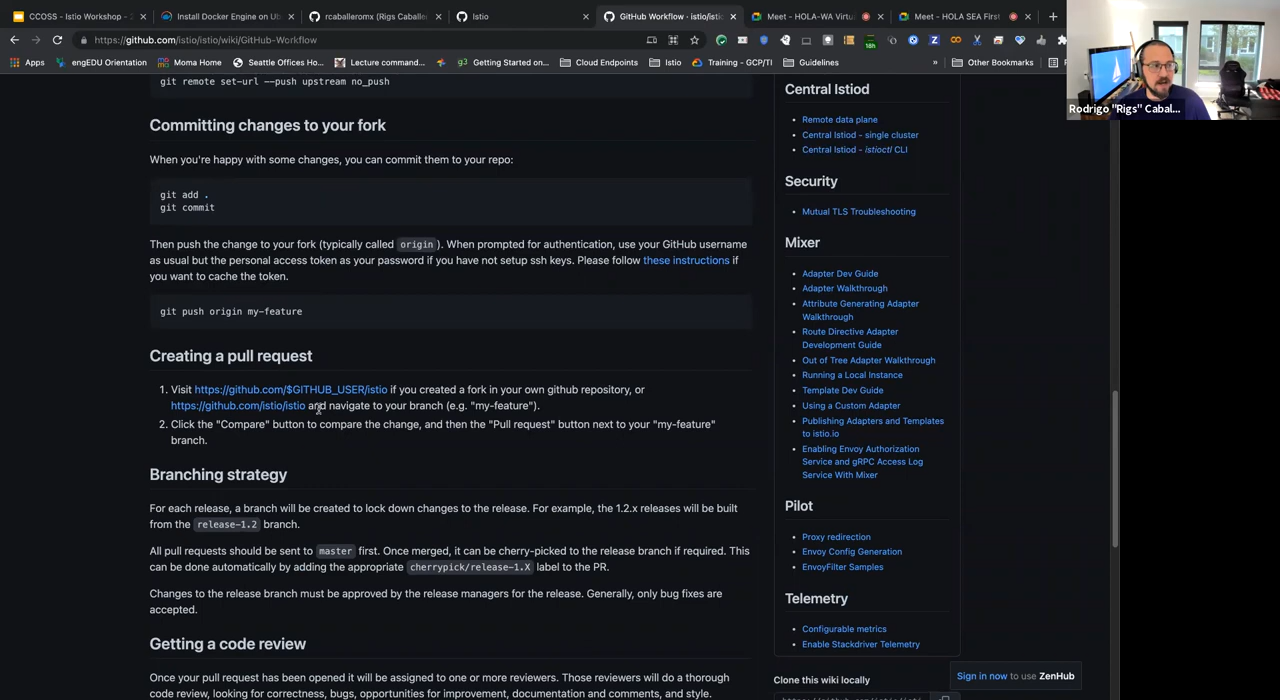 CCOSS - Istio Workshop - 2
Install Docker Engine on Ub
rcaballeromx (Rigs Caballe
Istio
GitHub Workflow · istio/istio
Meet - HOLA-WA Virtu
Meet - HOLA SEA First
https://github.com/istio/istio/wiki/GitHub-Workflow
Apps
engEDU Orientation
Moma Home
Seattle Offices Ho...
Lecture command...
Getting Started on...
Cloud Endpoints
Istio
Training - GCP/TI
Guidelines
»
Other Bookmarks
Rodrigo "Rigs" Cabal...
git remote set-url --push upstream no_push
Committing changes to your fork
When you're happy with some changes, you can commit them to your repo:
git add .
git commit
Then push the change to your fork (typically called origin). When prompted for authentication, use your GitHub username
as usual but the personal access token as your password if you have not setup ssh keys. Please follow these instructions if
you want to cache the token.
git push origin my-feature
Creating a pull request
1. Visit https://github.com/$GITHUB_USER/istio if you created a fork in your own github repository, or
https://github.com/istio/istio and navigate to your branch (e.g. "my-feature").
2. Click the "Compare" button to compare the change, and then the "Pull request" button next to your "my-feature"
branch.
Branching strategy
For each release, a branch will be created to lock down changes to the release. For example, the 1.2.x releases will be built
from the release-1.2 branch.
All pull requests should be sent to master first. Once merged, it can be cherry-picked to the release branch if required. This
can be done automatically by adding the appropriate cherrypick/release-1.X label to the PR.
Changes to the release branch must be approved by the release managers for the release. Generally, only bug fixes are
accepted.
Getting a code review
Once your pull request has been opened it will be assigned to one or more reviewers. Those reviewers will do a thorough
code review, looking for correctness, bugs, opportunities for improvement, documentation and comments, and style.
Central Istiod
• Remote data plane
• Central Istiod - single cluster
• Central Istiod - istioctl CLI
Security
• Mutual TLS Troubleshooting
Mixer
• Adapter Dev Guide
• Adapter Walkthrough
• Attribute Generating Adapter
Walkthrough
• Route Directive Adapter
Development Guide
• Out of Tree Adapter Walkthrough
• Running a Local Instance
• Template Dev Guide
• Using a Custom Adapter
• Publishing Adapters and Templates
to istio.io
• Enabling Envoy Authorization
Service and gRPC Access Log
Service With Mixer
Pilot
• Proxy redirection
• Envoy Config Generation
• EnvoyFilter Samples
Telemetry
• Configurable metrics
• Enable Stackdriver Telemetry
Clone this wiki locally
Sign in now to use ZenHub